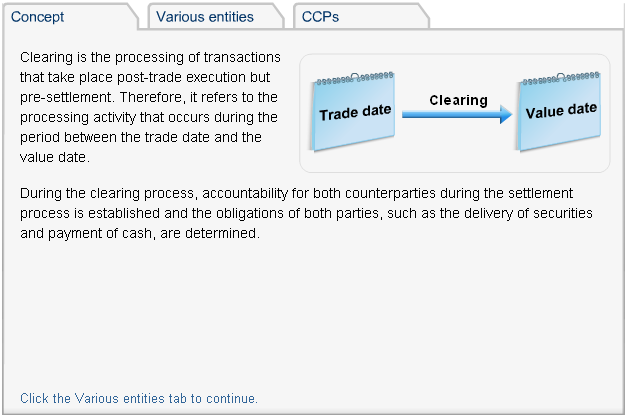 Concept
Various entities
CCPs
Clearing is the processing of transactions
that take place post-trade execution but
pre-settlement. Therefore, it refers to the
processing activity that occurs during the
period between the trade date and the
value date.
Trade date
Clearing
Value date
During the clearing process, accountability for both counterparties during the settlement
process is established and the obligations of both parties, such as the delivery of securities
and payment of cash, are determined.
Click the Various entities tab to continue.